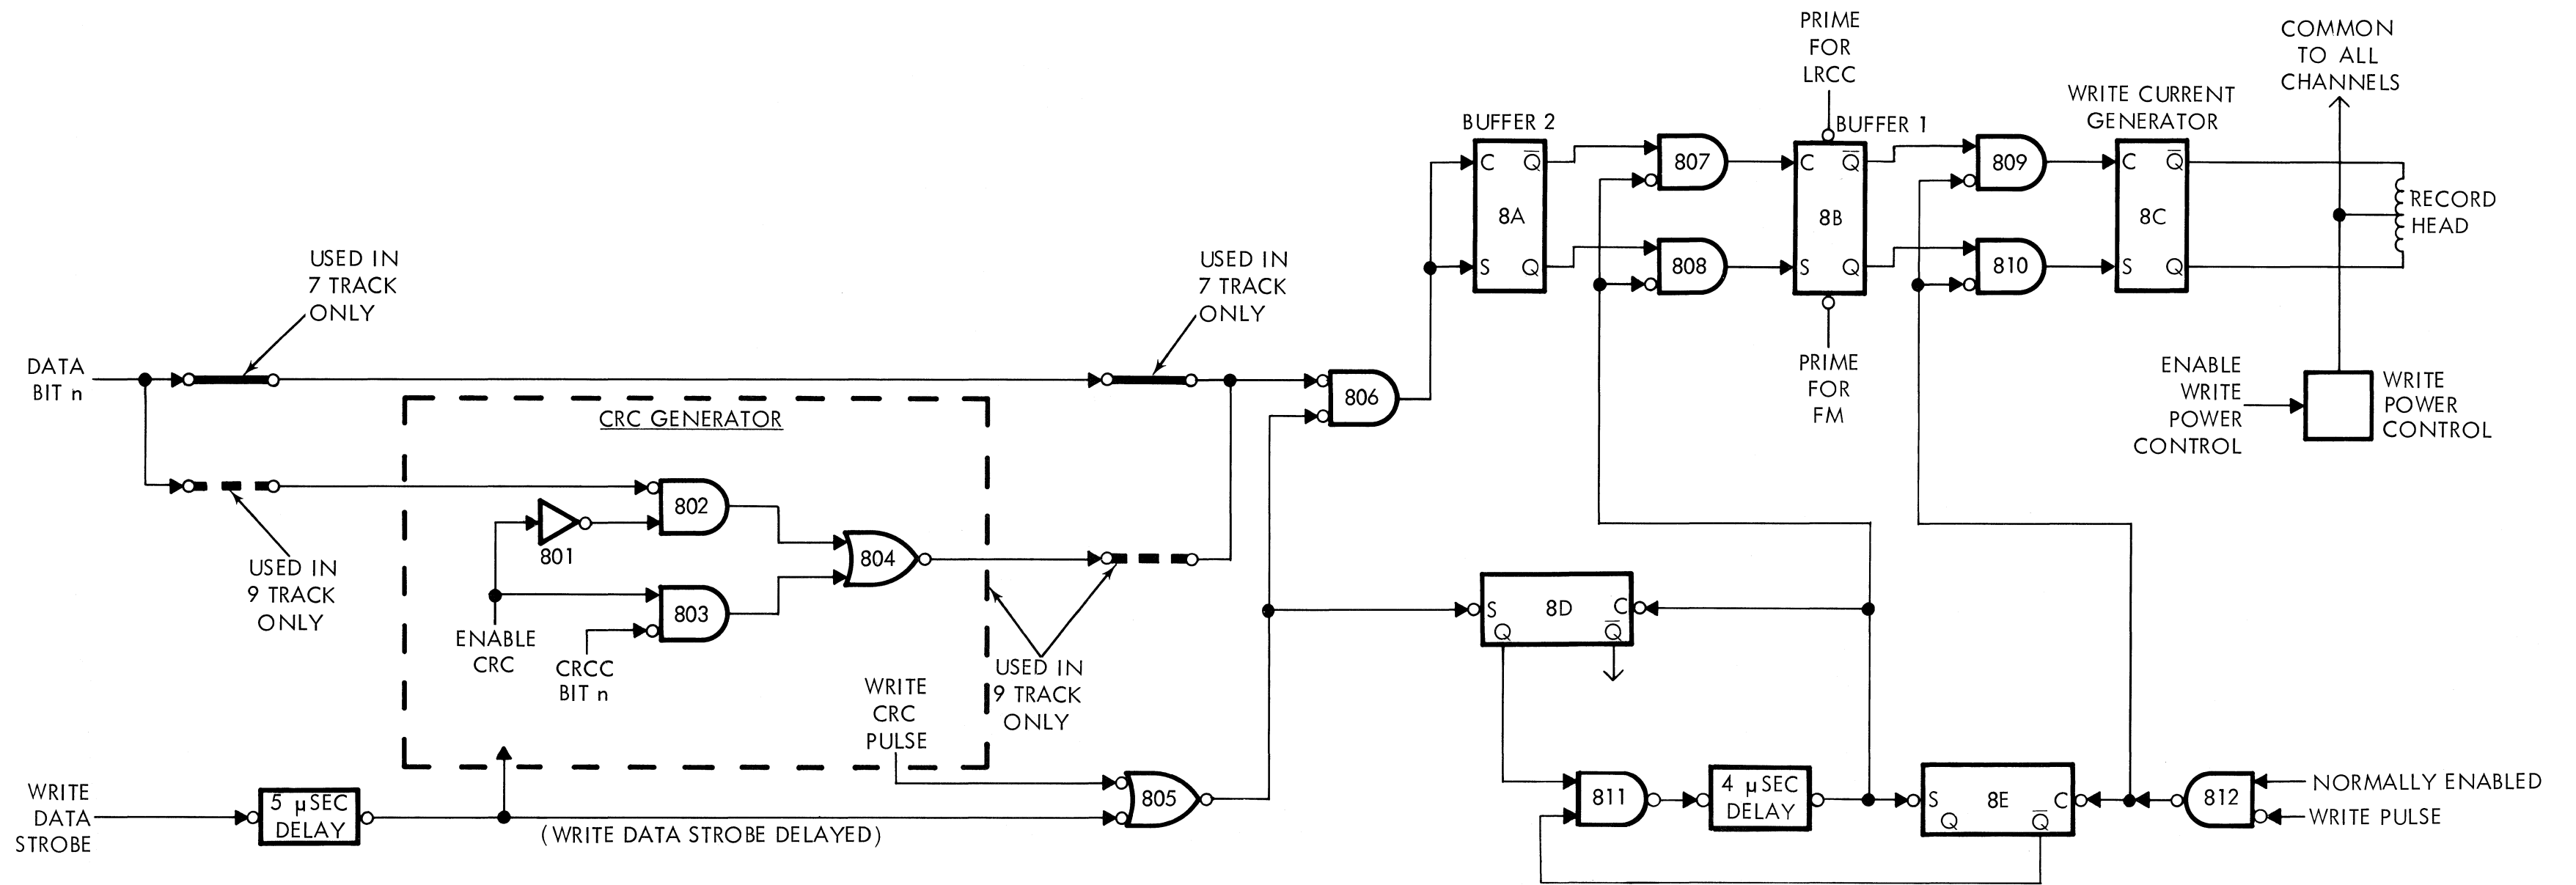 PRIME
FOR
LRCC
COMMON
TO ALL
CHANNELS
BUFFER 2
BUFFER 1
WRITE CURRENT
GENERATOR
C Q̅
8A
S Q
807
808
C Q̅
8B
S Q
809
810
C Q̅
8C
S Q
RECORD
HEAD
USED IN
7 TRACK
ONLY
USED IN
7 TRACK
ONLY
DATA
BIT n
806
PRIME
FOR
FM
ENABLE
WRITE
POWER
CONTROL
WRITE
POWER
CONTROL
CRC GENERATOR
802
801
804
803
USED IN
9 TRACK
ONLY
ENABLE
CRC
CRCC
BIT n
USED IN
9 TRACK
ONLY
S 8D C
Q Q̅
WRITE
CRC
PULSE
WRITE
DATA
STROBE
5 µSEC
DELAY
(WRITE DATA STROBE DELAYED)
805
811
4 µSEC
DELAY
S 8E C
Q Q̅
812
NORMALLY ENABLED
WRITE PULSE